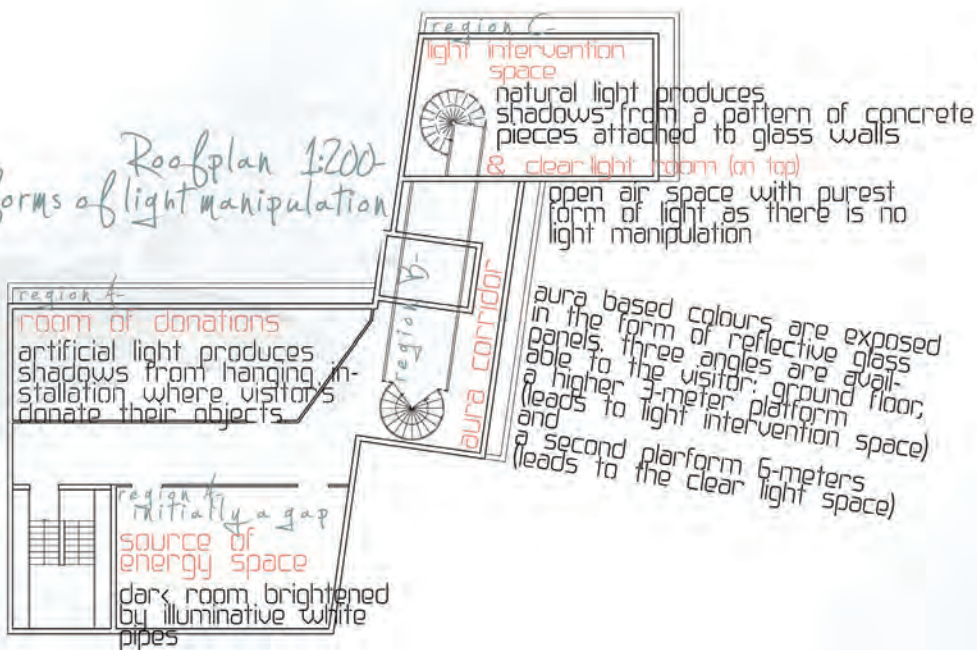 Roofplan 1:200-
forms of light manipulation
region C-
light intervention
space
natural light produces
shadows from a pattern of concrete
pieces attached to glass walls
& clear light room (on top)
open air space with purest
form of light as there is no
light manipulation
region B-
aura corridor
aura based colours are exposed
in the form of reflective glass
panels, three angles are avail-
able to the visitor: ground floor,
a higher 3-meter platform
(leads to light intervention space)
and
a second plarform 6-meters
(leads to the clear light space)
region A-
room of donations
artificial light produces
shadows from hanging in-
stallation where visitor's
donate their objects
region A-
initially a gap
source of
energy space
dark room brightened
by illuminative white
pipes